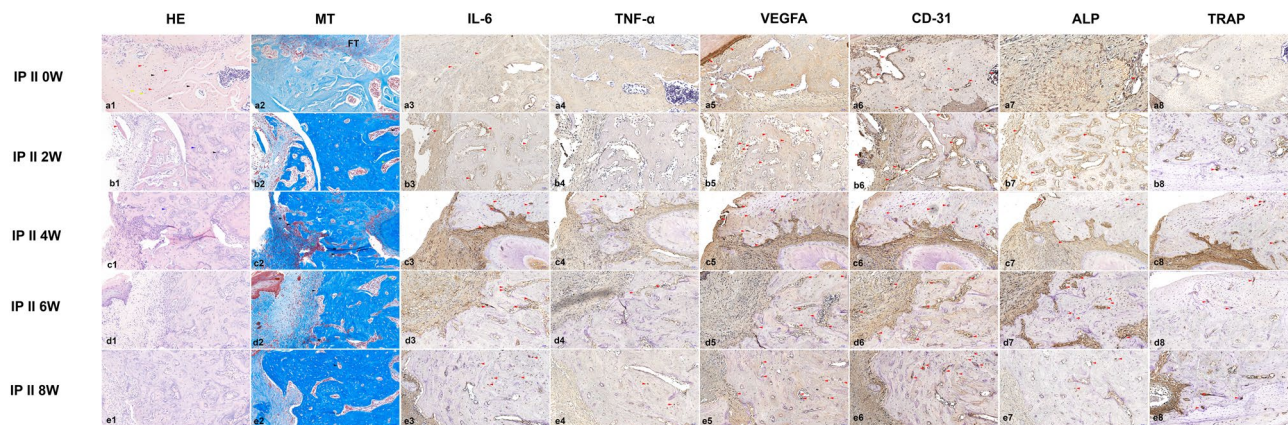 HE MT IL-6 TNF-α VEGFA CD-31 ALP TRAP
FT
IP II 0W
a1 a2 a3 a4 a5 a6 a7 a8
IP II 2W
b1 b2 b3 b4 b5 b6 b7 b8
IP II 4W
c1 c2 c3 c4 c5 c6 c7 c8
IP II 6W
d1 d2 d3 d4 d5 d6 d7 d8
IP II 8W
e1 e2 e3 e4 e5 e6 e7 e8